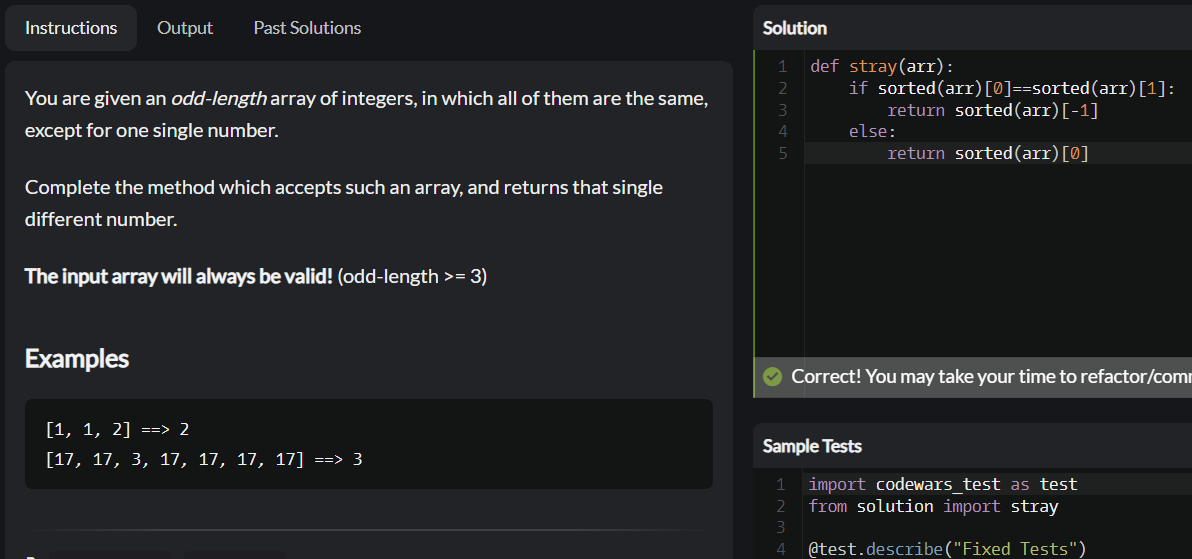 Instructions Output Past Solutions
You are given an odd-length array of integers, in which all of them are the same,
except for one single number.
Complete the method which accepts such an array, and returns that single
different number.
The input array will always be valid! (odd-length >= 3)
Examples
[1, 1, 2] ==> 2
[17, 17, 3, 17, 17, 17, 17] ==> 3
Solution
1 def stray(arr):
2 if sorted(arr)[0]==sorted(arr)[1]:
3 return sorted(arr)[-1]
4 else:
5 return sorted(arr)[0]
Correct! You may take your time to refactor/comm
Sample Tests
1 import codewars_test as test
2 from solution import stray
3
4 @test.describe("Fixed Tests")